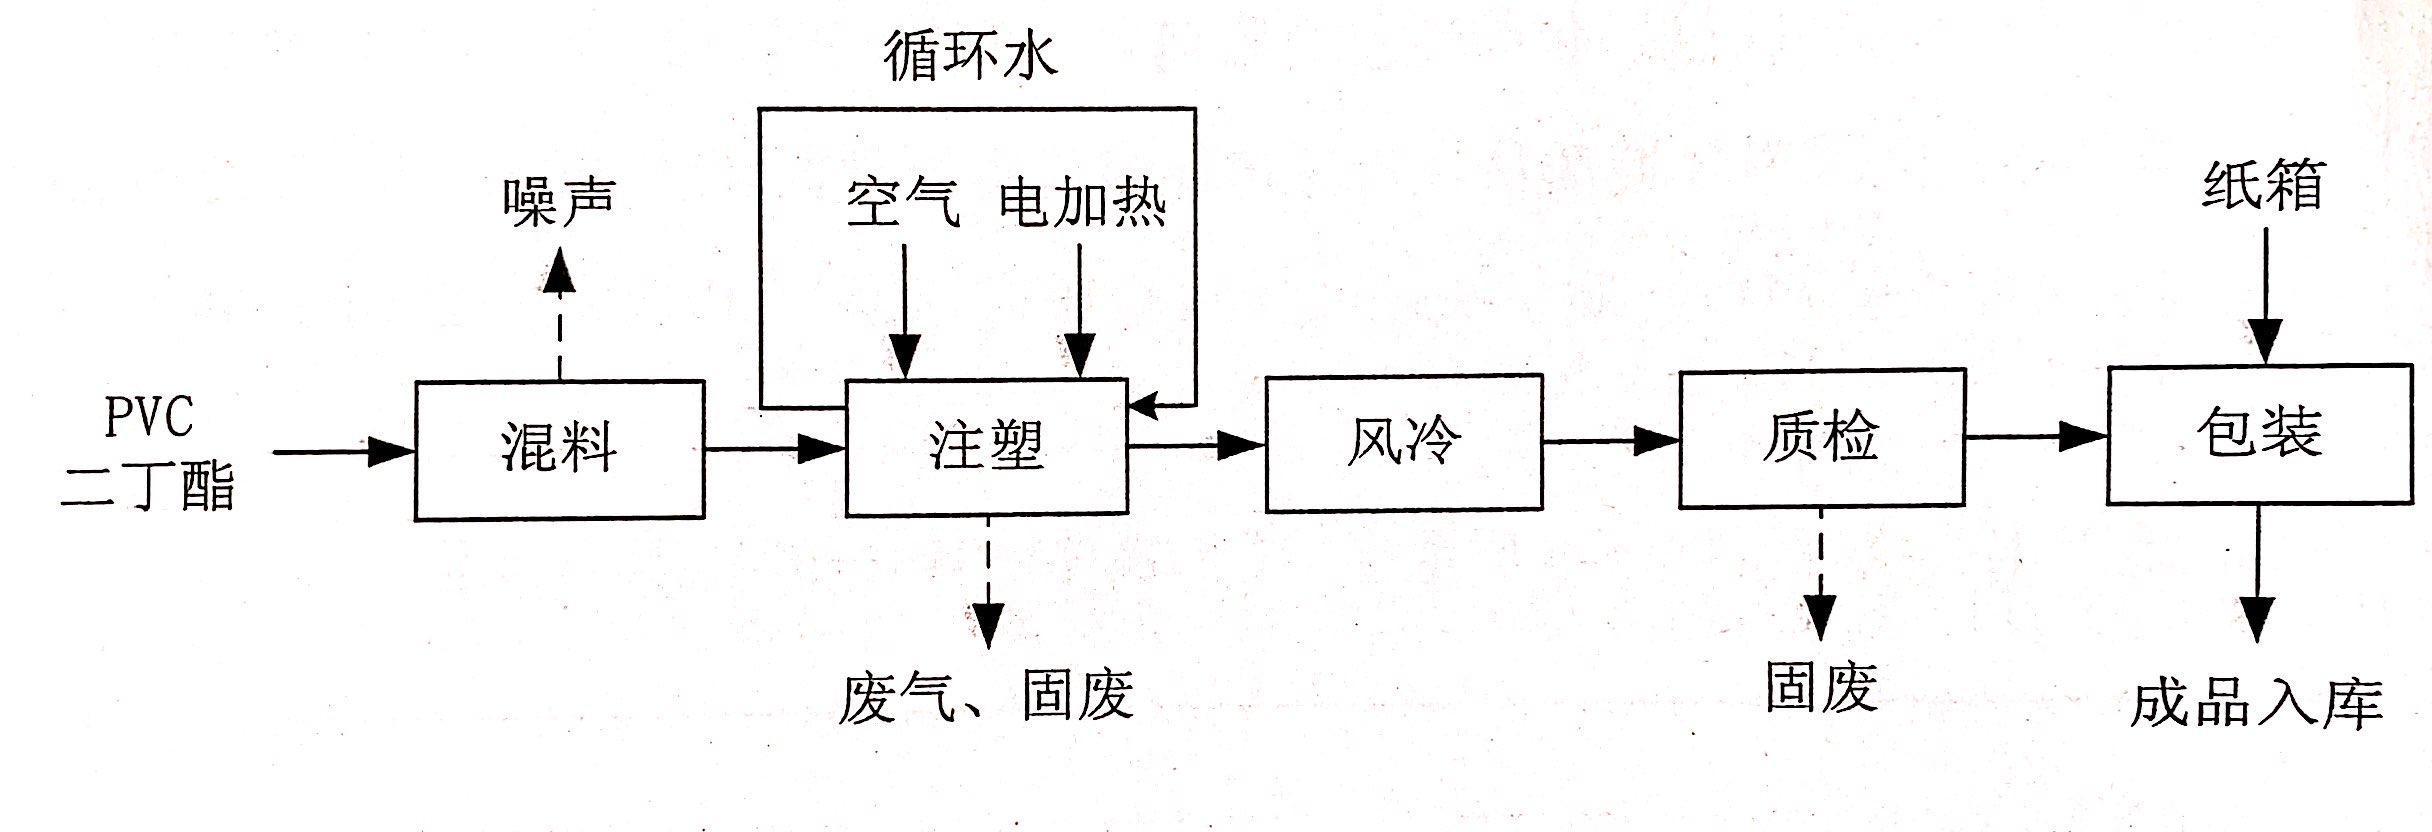 循环水
噪声
空气
电加热
纸箱
PVC
二丁酯
混料
注塑
风冷
质检
包装
废气、固废
固废
成品入库